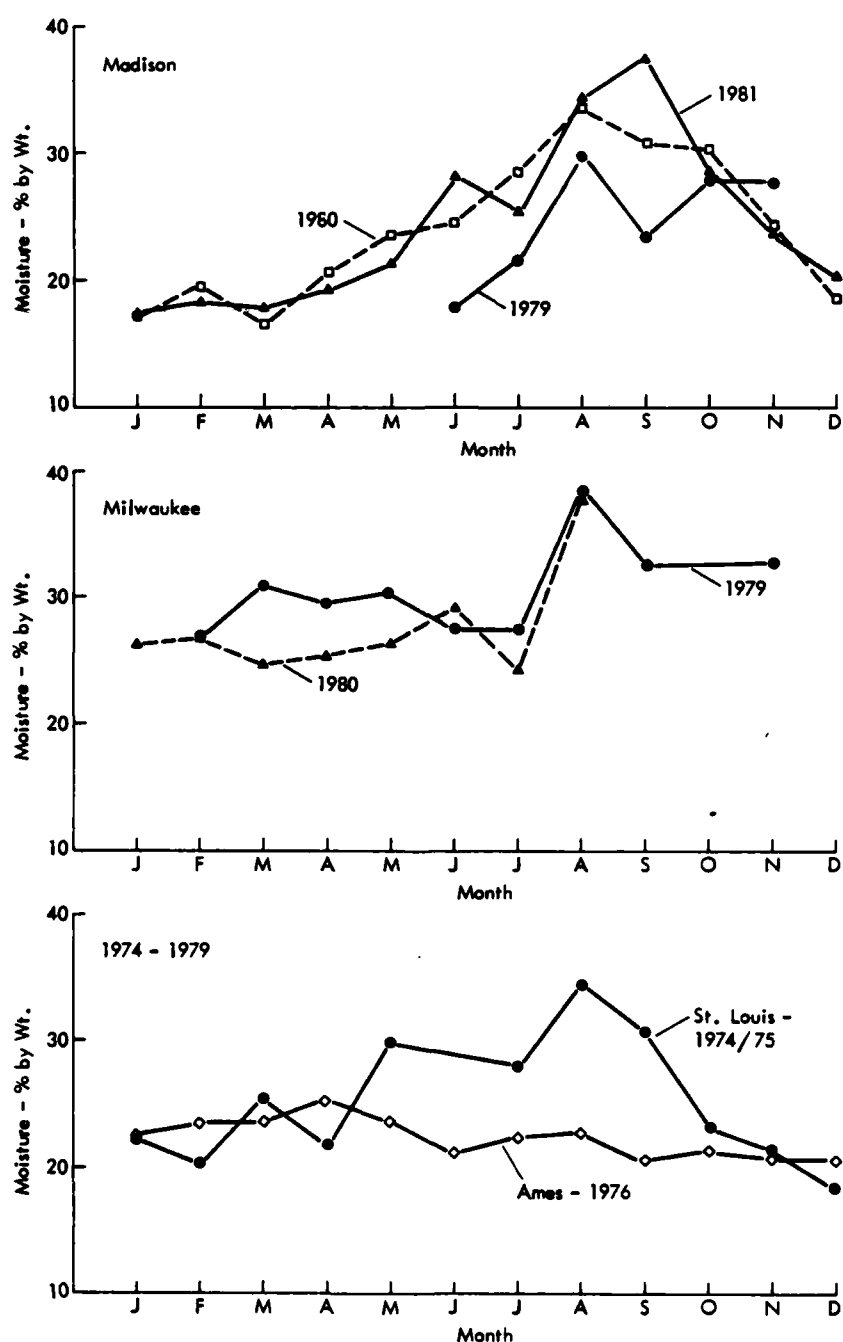 40
Madison
1981
30
1980
20
1979
10
Moisture - % by Wt.
J F M A M J J A S O N D
Month
40
Milwaukee
30
1979
1980
20
10
Moisture - % by Wt.
J F M A M J J A S O N D
Month
40
1974 - 1979
St. Louis -
1974/75
30
20
Ames - 1976
10
Moisture - % by Wt.
J F M A M J J A S O N D
Month